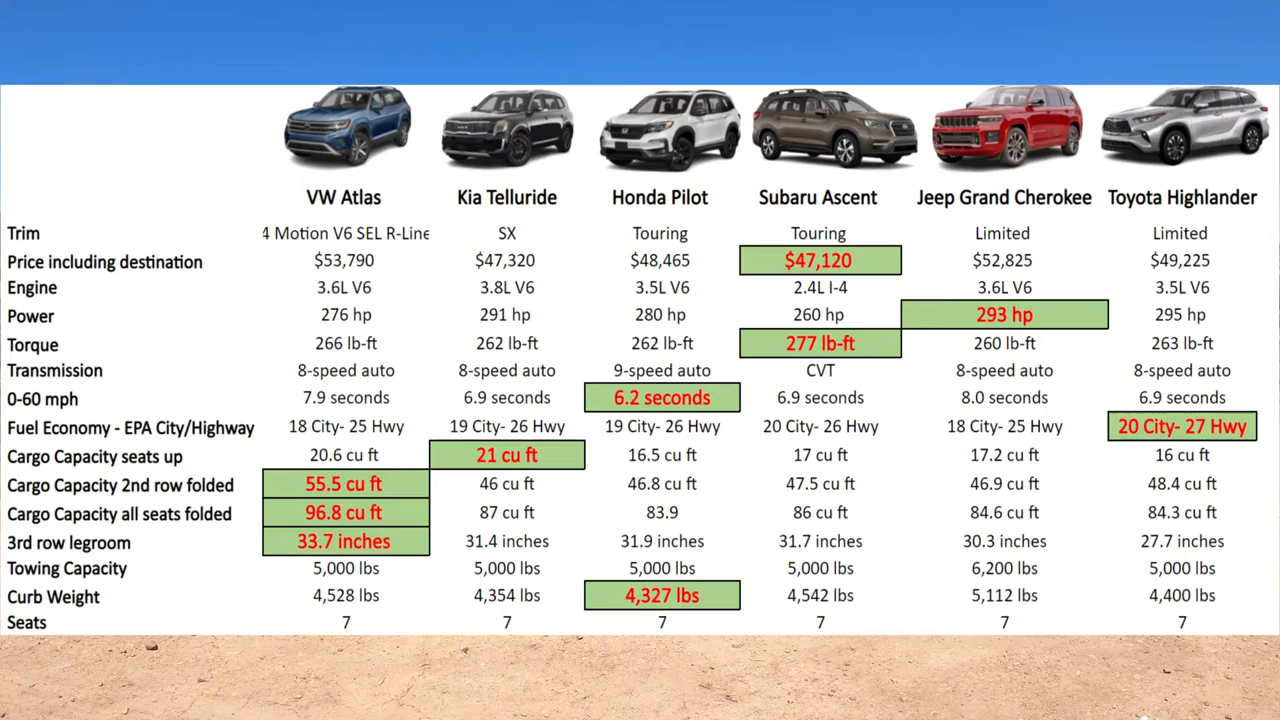 VW Atlas Kia Telluride Honda Pilot Subaru Ascent Jeep Grand Cherokee Toyota Highlander
Trim 4 Motion V6 SEL R-Line SX Touring Touring Limited Limited
Price including destination $53,790 $47,320 $48,465 $47,120 $52,825 $49,225
Engine 3.6L V6 3.8L V6 3.5L V6 2.4L I-4 3.6L V6 3.5L V6
Power 276 hp 291 hp 280 hp 260 hp 293 hp 295 hp
Torque 266 lb-ft 262 lb-ft 262 lb-ft 277 lb-ft 260 lb-ft 263 lb-ft
Transmission 8-speed auto 8-speed auto 9-speed auto CVT 8-speed auto 8-speed auto
0-60 mph 7.9 seconds 6.9 seconds 6.2 seconds 6.9 seconds 8.0 seconds 6.9 seconds
Fuel Economy - EPA City/Highway 18 City- 25 Hwy 19 City- 26 Hwy 19 City- 26 Hwy 20 City- 26 Hwy 18 City- 25 Hwy 20 City- 27 Hwy
Cargo Capacity seats up 20.6 cu ft 21 cu ft 16.5 cu ft 17 cu ft 17.2 cu ft 16 cu ft
Cargo Capacity 2nd row folded 55.5 cu ft 46 cu ft 46.8 cu ft 47.5 cu ft 46.9 cu ft 48.4 cu ft
Cargo Capacity all seats folded 96.8 cu ft 87 cu ft 83.9 86 cu ft 84.6 cu ft 84.3 cu ft
3rd row legroom 33.7 inches 31.4 inches 31.9 inches 31.7 inches 30.3 inches 27.7 inches
Towing Capacity 5,000 lbs 5,000 lbs 5,000 lbs 5,000 lbs 6,200 lbs 5,000 lbs
Curb Weight 4,528 lbs 4,354 lbs 4,327 lbs 4,542 lbs 5,112 lbs 4,400 lbs
Seats 7 7 7 7 7 7